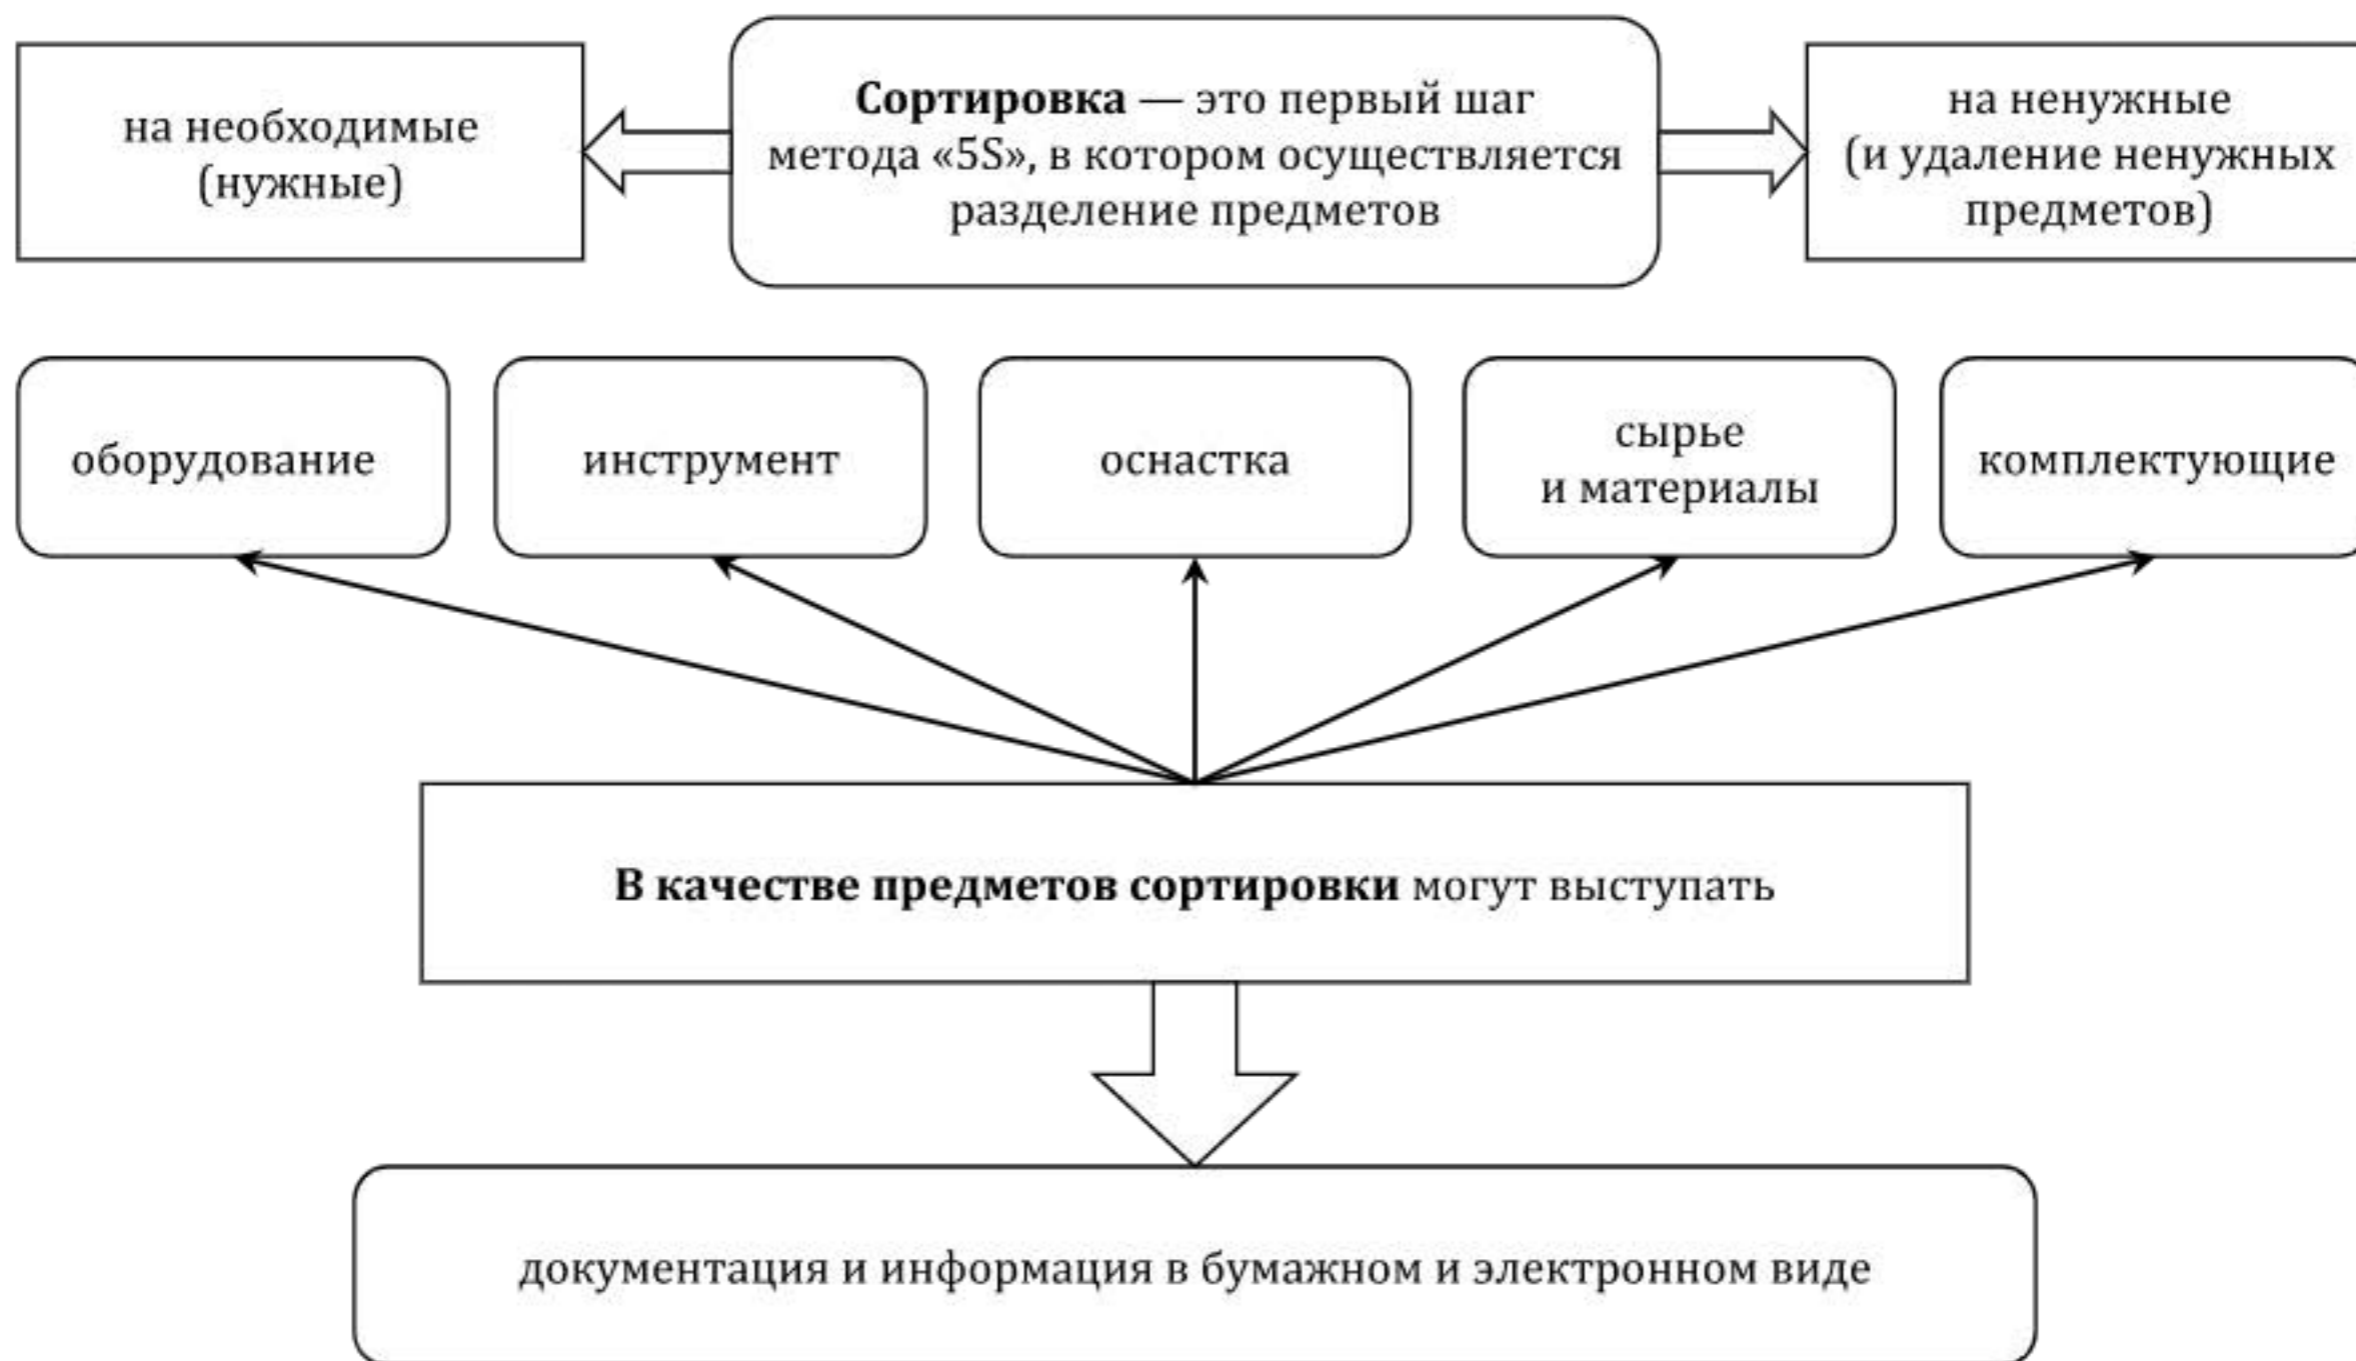 на необходимые
(нужные)
Сортировка — это первый шаг
метода «5S», в котором осуществляется
разделение предметов
на ненужные
(и удаление ненужных
предметов)
оборудование
инструмент
оснастка
сырье
и материалы
комплектующие
В качестве предметов сортировки могут выступать
документация и информация в бумажном и электронном виде